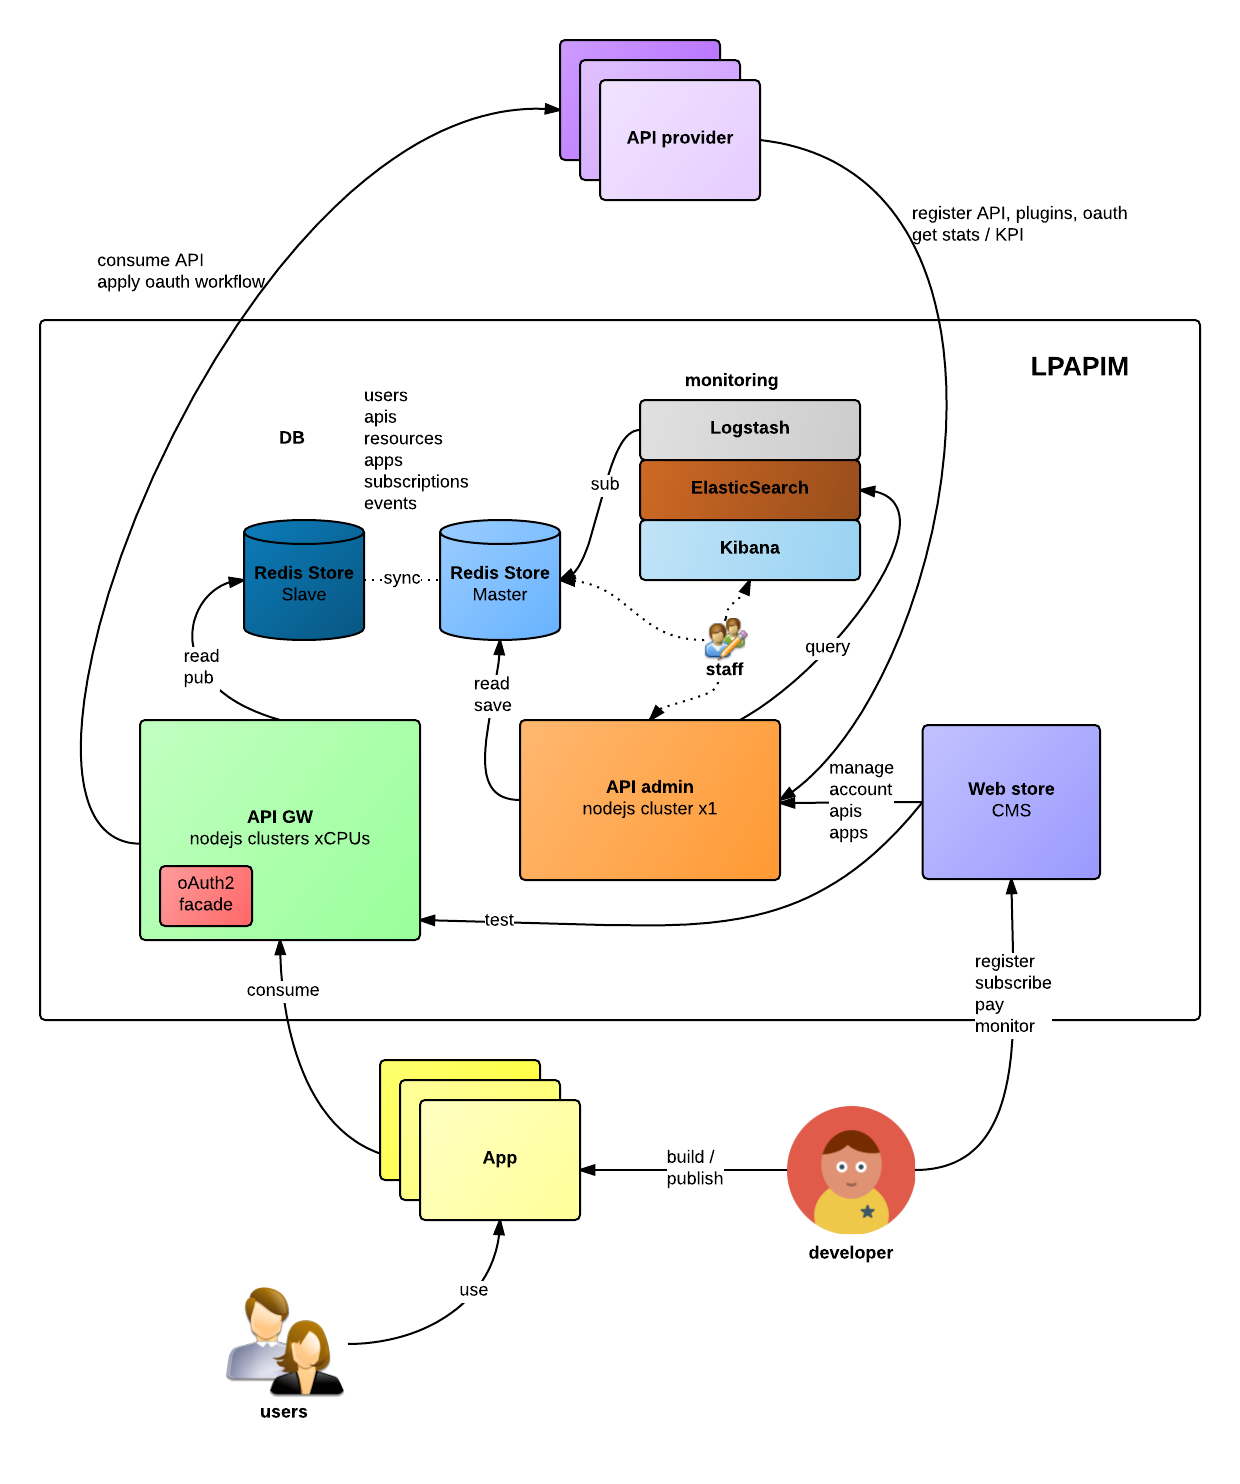 API provider
register API, plugins, oauth
get stats / KPI
consume API
apply oauth workflow
LPAPIM
monitoring
users
apis
resources
apps
subscriptions
events
DB
Logstash
sub
ElasticSearch
Kibana
Redis Store
Slave
sync
Redis Store
Master
staff
query
read
pub
read
save
API admin
nodejs cluster x1
manage
account
apis
apps
Web store
CMS
API GW
nodejs clusters xCPUs
oAuth2
facade
test
consume
register
subscribe
pay
monitor
App
build /
publish
developer
use
users